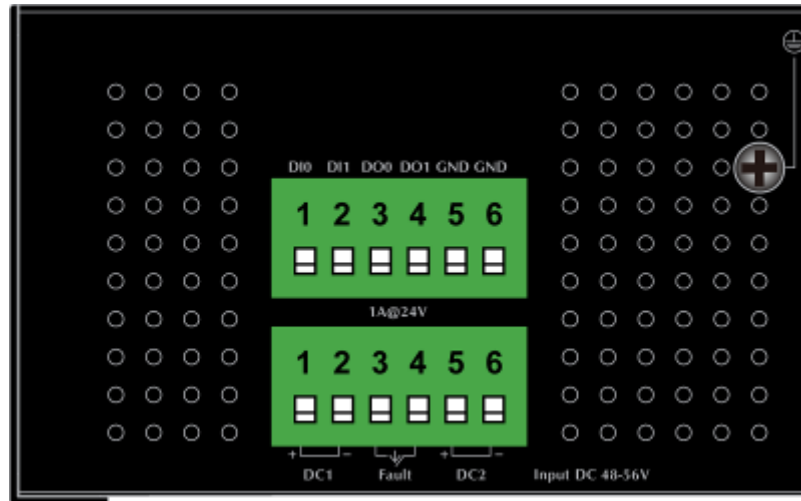 DI0 DI1 DO0 DO1 GND GND
1 2 3 4 5 6
1A@24V
1 2 3 4 5 6
+ − + −
DC1 Fault DC2 Input DC 48-56V